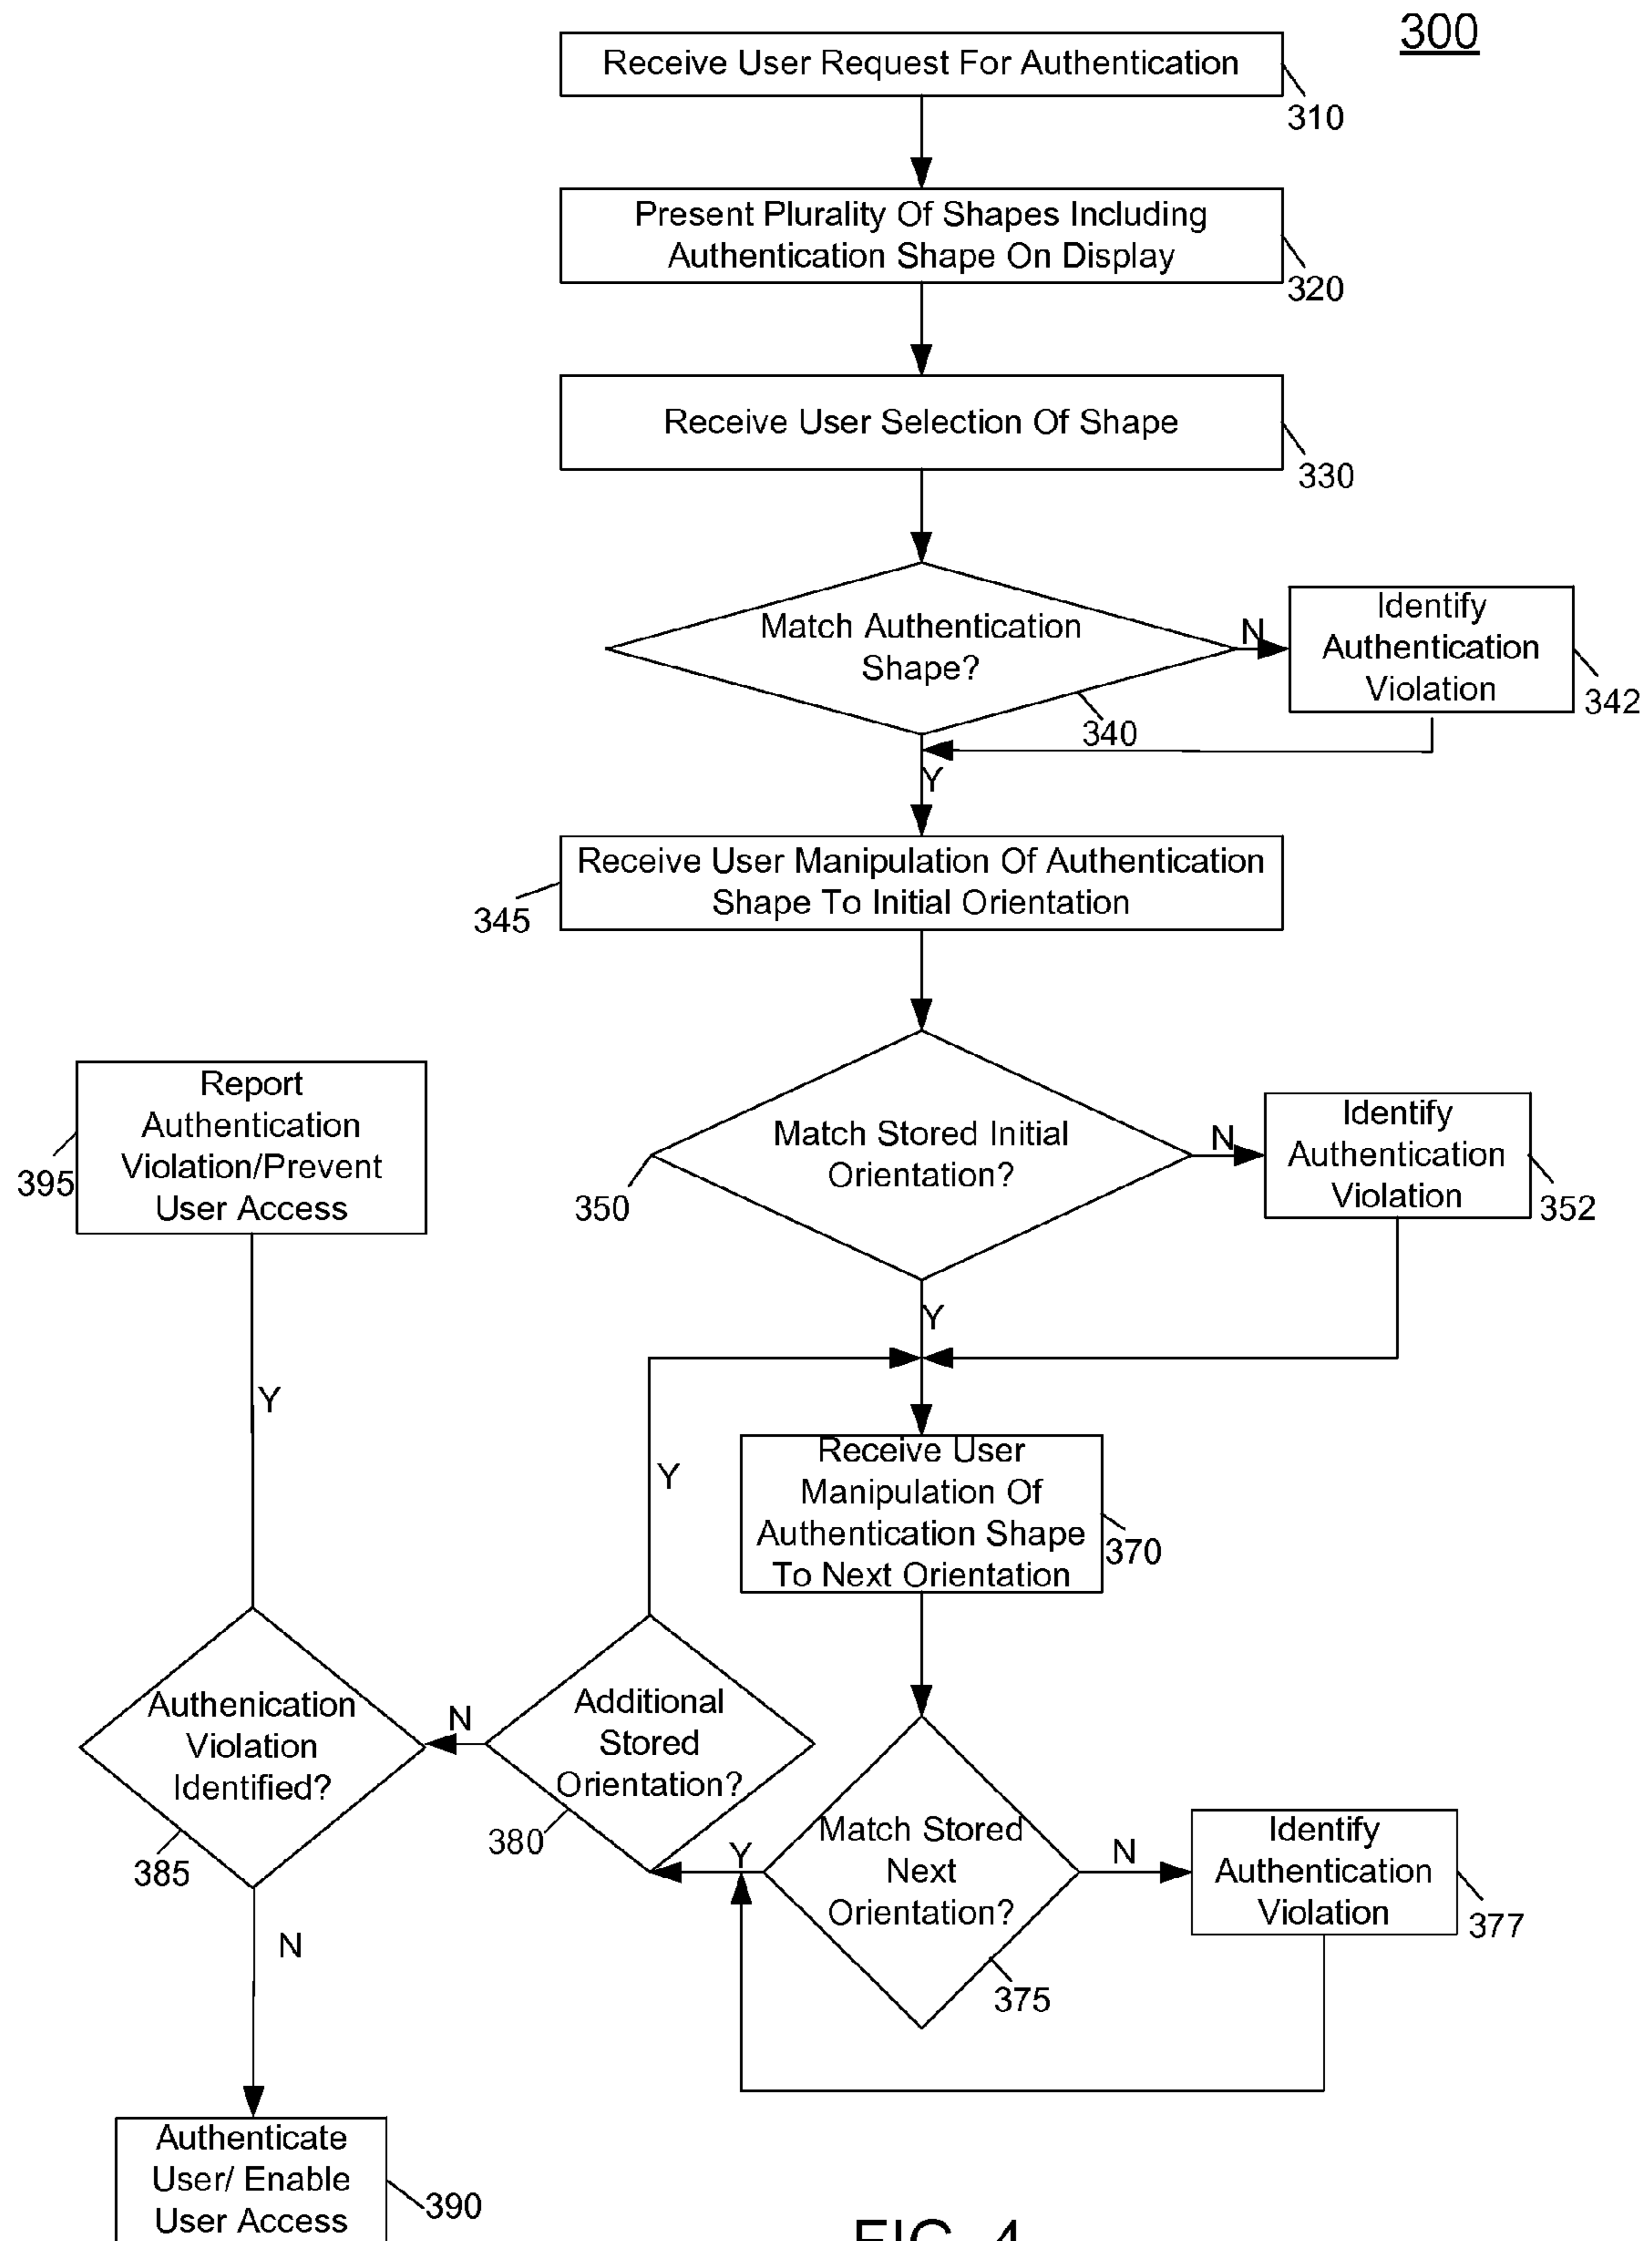 300
Receive User Request For Authentication
310
Present Plurality Of Shapes Including
Authentication Shape On Display
320
Receive User Selection Of Shape
330
Match Authentication
Shape?
340
N
Identify
Authentication
Violation
342
Y
Receive User Manipulation Of Authentication
Shape To Initial Orientation
345
Match Stored Initial
Orientation?
350
N
Identify
Authentication
Violation
352
Y
Receive User
Manipulation Of
Authentication Shape
To Next Orientation
370
Match Stored
Next
Orientation?
375
N
Identify
Authentication
Violation
377
Y
Additional
Stored
Orientation?
380
Y
N
Authenication
Violation
Identified?
385
Y
Report
Authentication
Violation/Prevent
User Access
395
N
Authenticate
User/ Enable
User Access
390
FIG. 4